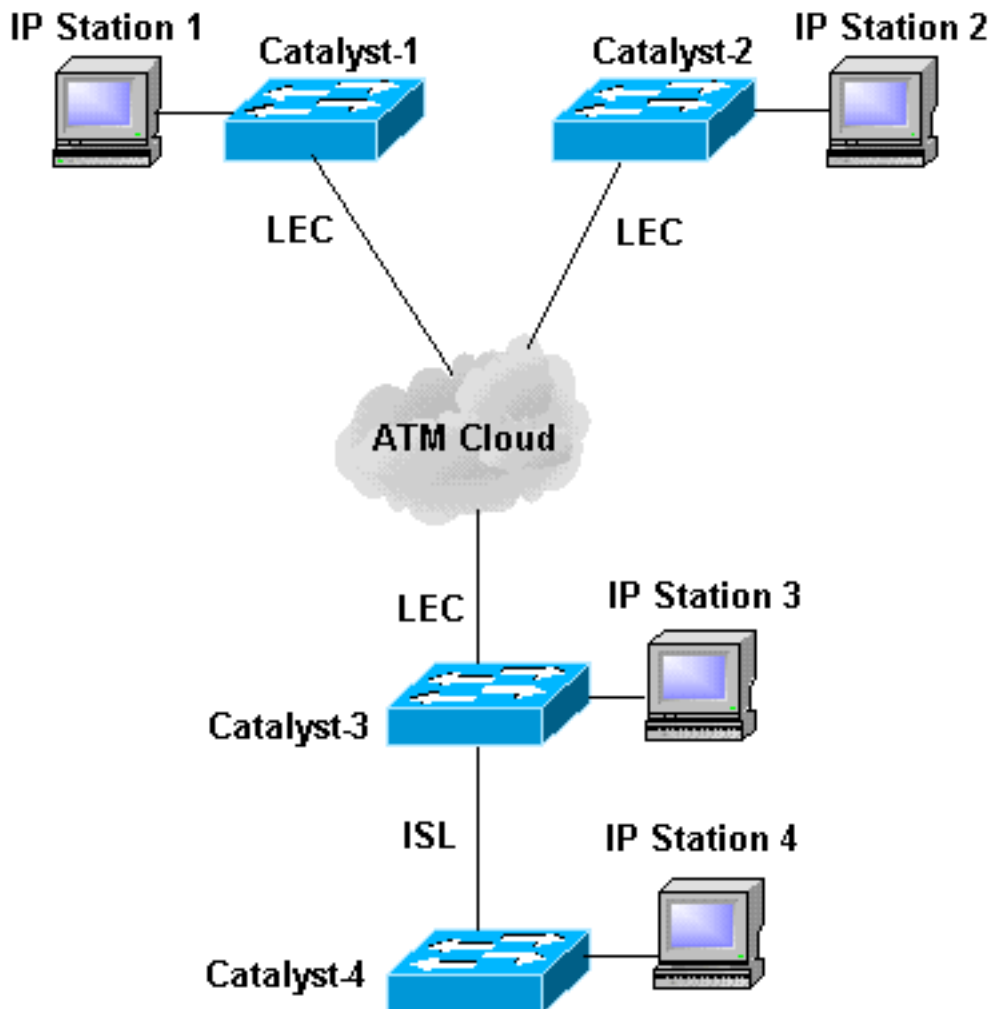 IP Station 1
Catalyst-1
Catalyst-2
IP Station 2
LEC
LEC
ATM Cloud
LEC
IP Station 3
Catalyst-3
ISL
IP Station 4
Catalyst-4